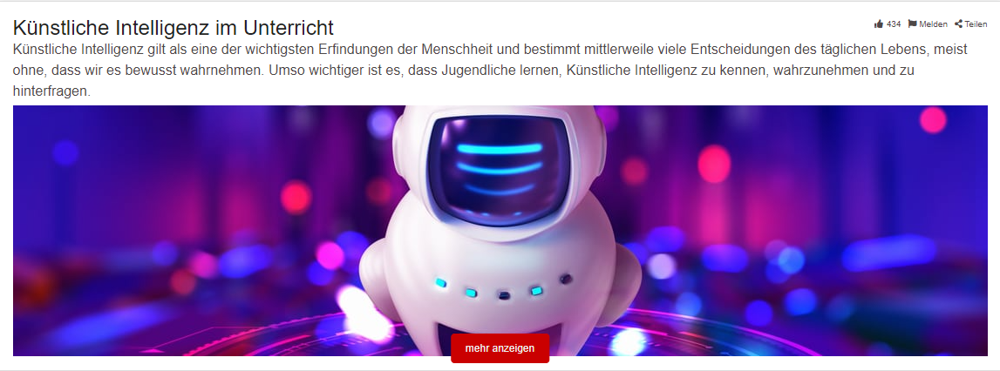 Künstliche Intelligenz im Unterricht
434 Melden Teilen
Künstliche Intelligenz gilt als eine der wichtigsten Erfindungen der Menschheit und bestimmt mittlerweile viele Entscheidungen des täglichen Lebens, meist
ohne, dass wir es bewusst wahrnehmen. Umso wichtiger ist es, dass Jugendliche lernen, Künstliche Intelligenz zu kennen, wahrzunehmen und zu
hinterfragen.
mehr anzeigen